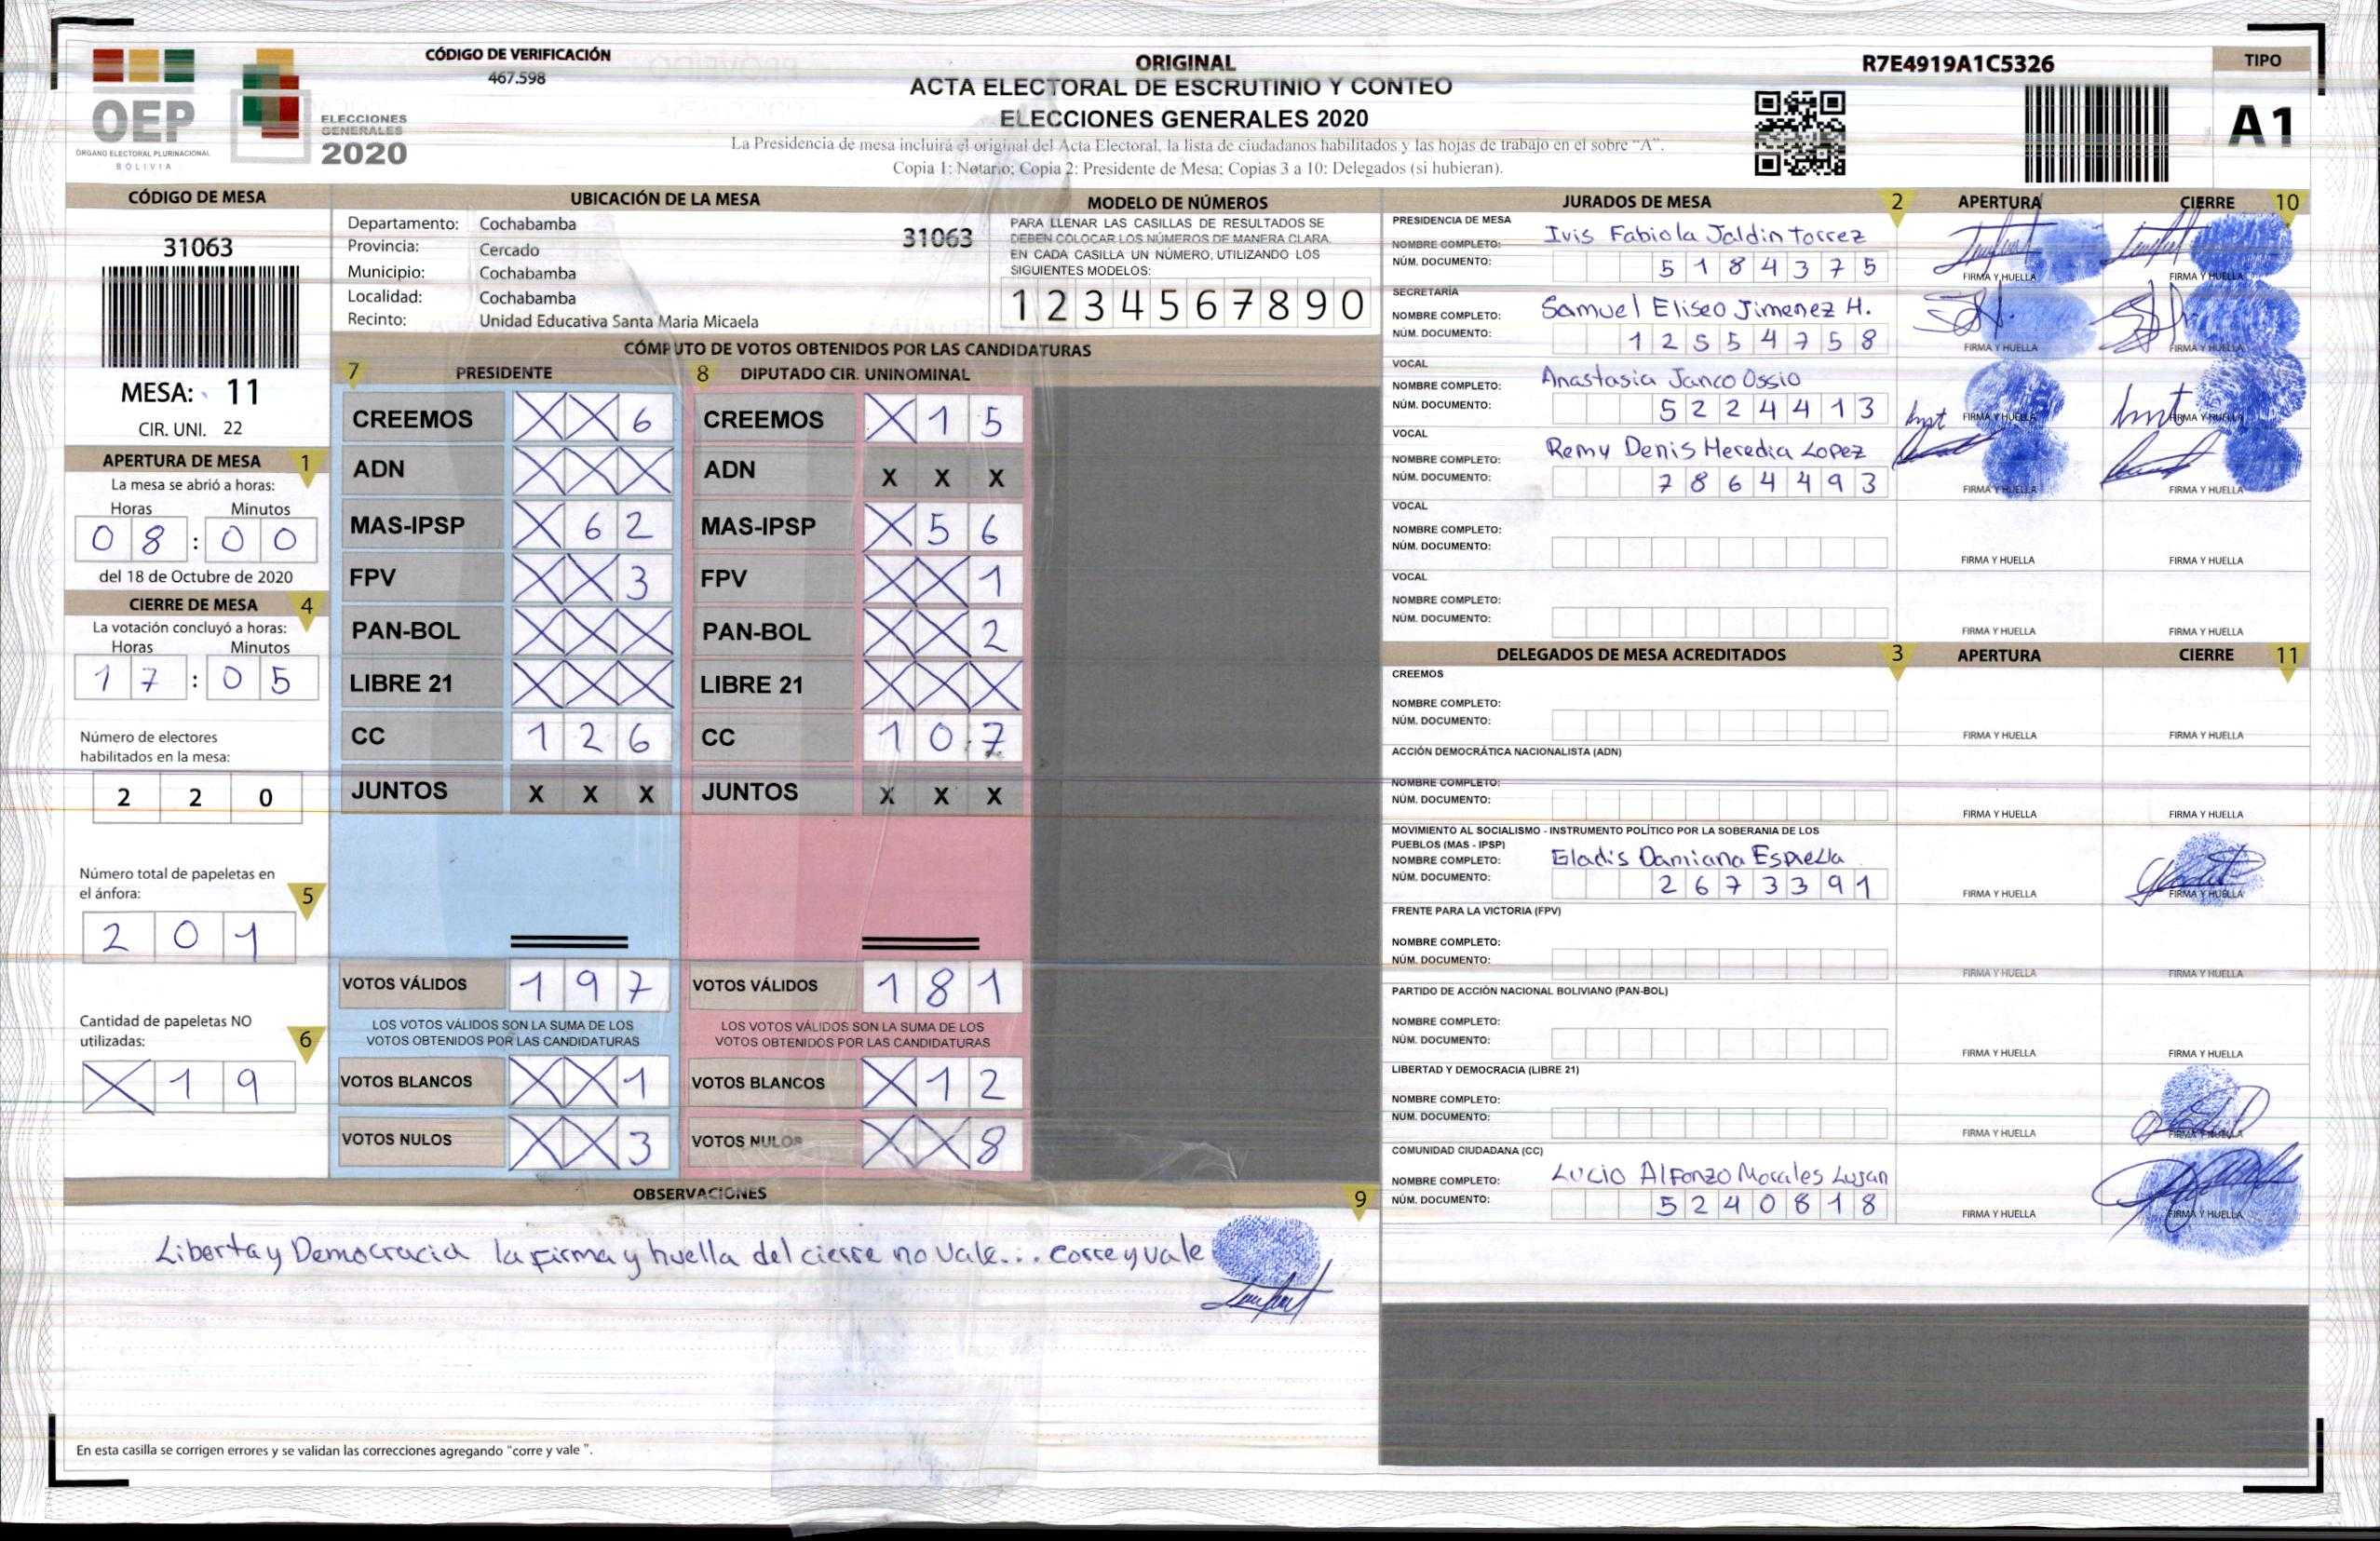 OEP
ÓRGANO ELECTORAL PLURINACIONAL
BOLIVIA
ELECCIONES
GENERALES
2020
CÓDIGO DE VERIFICACIÓN
467.598
ORIGINAL
ACTA ELECTORAL DE ESCRUTINIO Y CONTEO
ELECCIONES GENERALES 2020
La Presidencia de mesa incluirá el original del Acta Electoral, la lista de ciudadanos habilitados y las hojas de trabajo en el sobre "A".
Copia 1: Notario; Copia 2: Presidente de Mesa; Copias 3 a 10: Delegados (si hubieran).
R7E4919A1C5326
TIPO
A1
CÓDIGO DE MESA
31063
MESA: 11
CIR. UNI. 22
APERTURA DE MESA 1
La mesa se abrió a horas:
Horas Minutos
0 8 : 0 0
del 18 de Octubre de 2020
CIERRE DE MESA 4
La votación concluyó a horas:
Horas Minutos
1 7 : 0 5
Número de electores
habilitados en la mesa:
2 2 0
Número total de papeletas en
el ánfora: 5
2 0 1
Cantidad de papeletas NO
utilizadas: 6
X 1 9
UBICACIÓN DE LA MESA
Departamento: Cochabamba
Provincia: Cercado
Municipio: Cochabamba
Localidad: Cochabamba
Recinto: Unidad Educativa Santa Maria Micaela
31063
MODELO DE NÚMEROS
PARA LLENAR LAS CASILLAS DE RESULTADOS SE
DEBEN COLOCAR LOS NÚMEROS DE MANERA CLARA.
EN CADA CASILLA UN NÚMERO, UTILIZANDO LOS
SIGUIENTES MODELOS:
1 2 3 4 5 6 7 8 9 0
CÓMPUTO DE VOTOS OBTENIDOS POR LAS CANDIDATURAS
7 PRESIDENTE 8 DIPUTADO CIR. UNINOMINAL
CREEMOS X X 6 CREEMOS X 1 5
ADN X X X ADN X X X
MAS-IPSP X 6 2 MAS-IPSP X 5 6
FPV X X 3 FPV X X 1
PAN-BOL X X X PAN-BOL X X 2
LIBRE 21 X X X LIBRE 21 X X X
CC 1 2 6 CC 1 0 7
JUNTOS X X X JUNTOS X X X
VOTOS VÁLIDOS 1 9 7 VOTOS VÁLIDOS 1 8 1
LOS VOTOS VÁLIDOS SON LA SUMA DE LOS LOS VOTOS VÁLIDOS SON LA SUMA DE LOS
VOTOS OBTENIDOS POR LAS CANDIDATURAS VOTOS OBTENIDOS POR LAS CANDIDATURAS
VOTOS BLANCOS X X 1 VOTOS BLANCOS X 1 2
VOTOS NULOS X X 3 VOTOS NULOS X X 8
OBSERVACIONES 9
Liberta y Democracia la firma y huella del cierre no vale... corre y vale
En esta casilla se corrigen errores y se validan las correcciones agregando "corre y vale ".
JURADOS DE MESA 2 APERTURA CIERRE 10
PRESIDENCIA DE MESA
NOMBRE COMPLETO: Ivis Fabiola Jaldin Torrez
NÚM. DOCUMENTO: 5 1 8 4 3 7 5
FIRMA Y HUELLA FIRMA Y HUELLA
SECRETARÍA
NOMBRE COMPLETO: Samuel Eliseo Jimenez H.
NÚM. DOCUMENTO: 1 2 5 5 4 7 5 8
FIRMA Y HUELLA FIRMA Y HUELLA
VOCAL
NOMBRE COMPLETO: Anastasia Janco Ossio
NÚM. DOCUMENTO: 5 2 2 4 4 1 3
FIRMA Y HUELLA FIRMA Y HUELLA
VOCAL
NOMBRE COMPLETO: Remy Denis Heredia Lopez
NÚM. DOCUMENTO: 7 8 6 4 4 9 3
FIRMA Y HUELLA FIRMA Y HUELLA
VOCAL
NOMBRE COMPLETO:
NÚM. DOCUMENTO:
FIRMA Y HUELLA FIRMA Y HUELLA
VOCAL
NOMBRE COMPLETO:
NÚM. DOCUMENTO:
FIRMA Y HUELLA FIRMA Y HUELLA
DELEGADOS DE MESA ACREDITADOS 3 APERTURA CIERRE 11
CREEMOS
NOMBRE COMPLETO:
NÚM. DOCUMENTO:
FIRMA Y HUELLA FIRMA Y HUELLA
ACCIÓN DEMOCRÁTICA NACIONALISTA (ADN)
NOMBRE COMPLETO:
NÚM. DOCUMENTO:
FIRMA Y HUELLA FIRMA Y HUELLA
MOVIMIENTO AL SOCIALISMO - INSTRUMENTO POLÍTICO POR LA SOBERANIA DE LOS
PUEBLOS (MAS - IPSP)
NOMBRE COMPLETO: Gladis Damiana Esprella
NÚM. DOCUMENTO: 2 6 7 3 3 9 1
FIRMA Y HUELLA FIRMA Y HUELLA
FRENTE PARA LA VICTORIA (FPV)
NOMBRE COMPLETO:
NÚM. DOCUMENTO:
FIRMA Y HUELLA FIRMA Y HUELLA
PARTIDO DE ACCIÓN NACIONAL BOLIVIANO (PAN-BOL)
NOMBRE COMPLETO:
NÚM. DOCUMENTO:
FIRMA Y HUELLA FIRMA Y HUELLA
LIBERTAD Y DEMOCRACIA (LIBRE 21)
NOMBRE COMPLETO:
NÚM. DOCUMENTO:
FIRMA Y HUELLA FIRMA Y HUELLA
COMUNIDAD CIUDADANA (CC)
NOMBRE COMPLETO: Lucio Alfonzo Morales Lujan
NÚM. DOCUMENTO: 5 2 4 0 8 1 8
FIRMA Y HUELLA FIRMA Y HUELLA